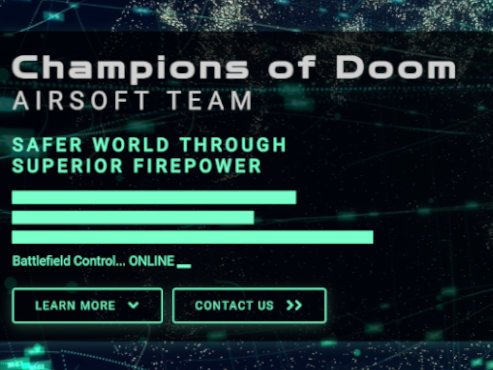 Champions of Doom
AIRSOFT TEAM
SAFER WORLD THROUGH
SUPERIOR FIREPOWER
Battlefield Control... ONLINE
LEARN MORE
CONTACT US